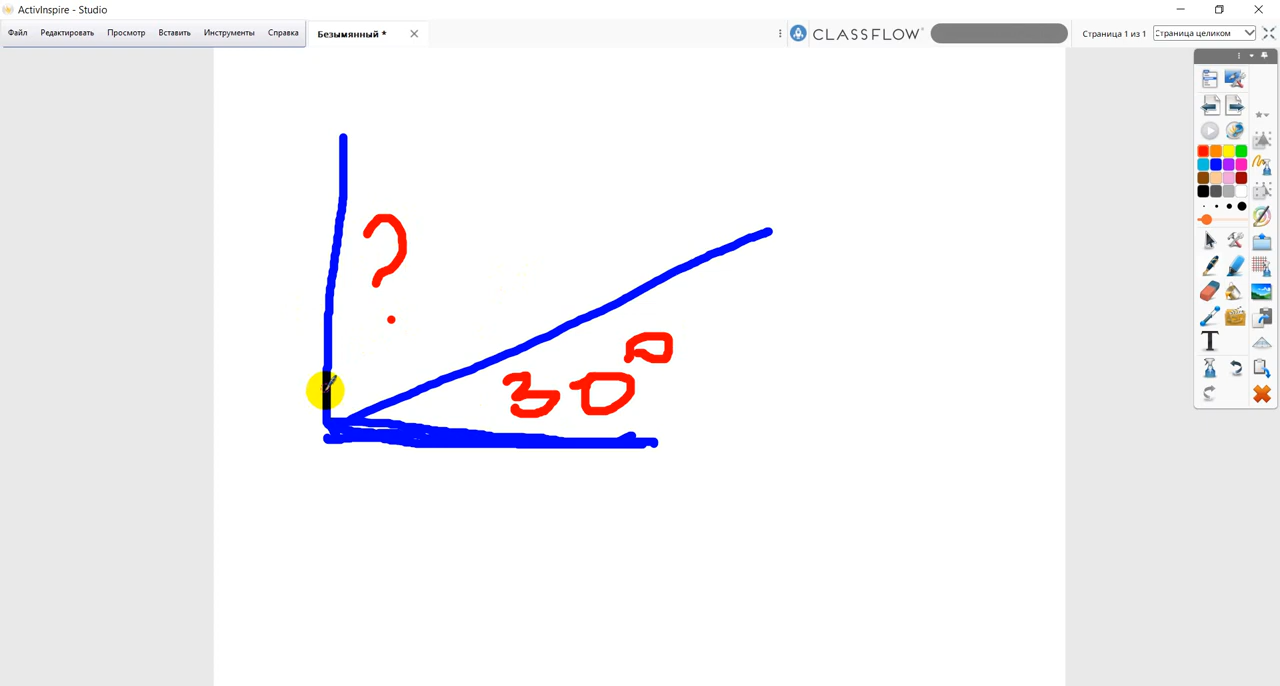 ActivInspire - Studio
Файл Редактировать Просмотр Вставить Инструменты Справка
Безымянный *
CLASSFLOW
Страница 1 из 1
Страница целиком
?
30°
T